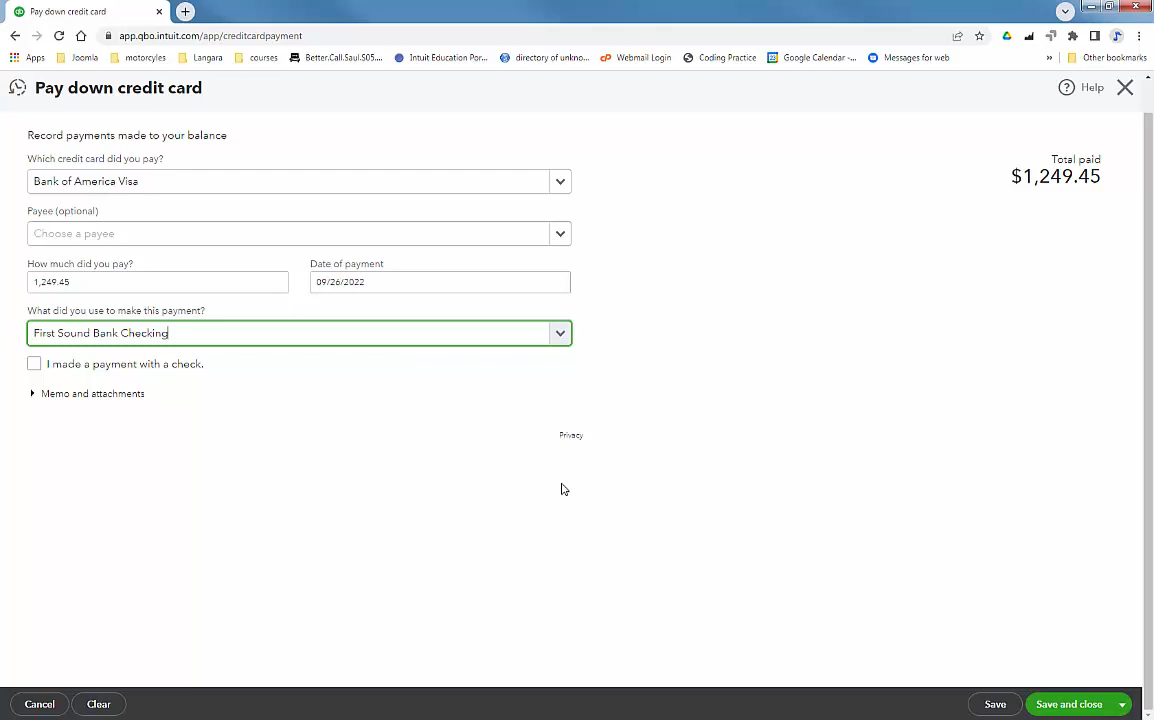 Pay down credit card
app.qbo.intuit.com/app/creditcardpayment
Apps Joomla motorcyles Langara courses Better.Call.Saul.S05.... Intuit Education Por... directory of unkno... Webmail Login Coding Practice Google Calendar -... Messages for web » Other bookmarks
Pay down credit card
Help
Record payments made to your balance
Which credit card did you pay?
Total paid
$1,249.45
Bank of America Visa
Payee (optional)
Choose a payee
How much did you pay? Date of payment
1,249.45 09/26/2022
What did you use to make this payment?
First Sound Bank Checking
I made a payment with a check.
Memo and attachments
Privacy
Cancel Clear Save Save and close